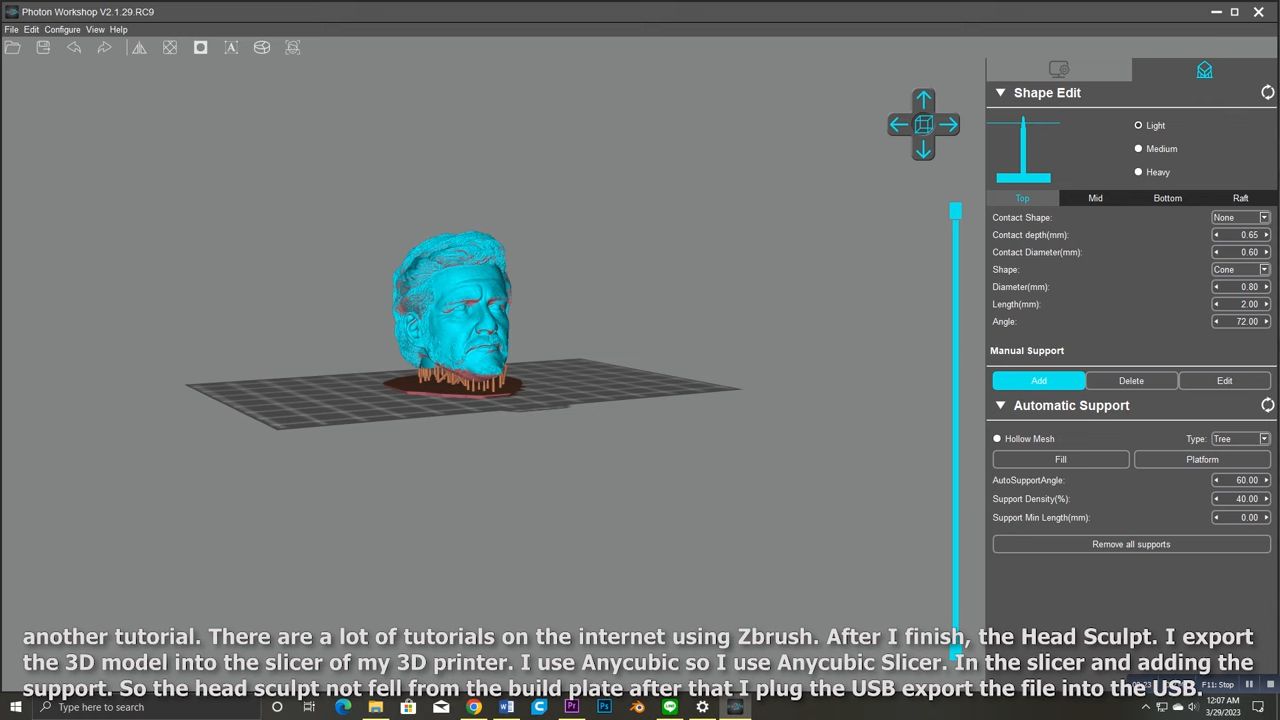 Photon Workshop V2.1.29.RC9
File Edit Configure View Help
Shape Edit
Light
Medium
Heavy
Top Mid Bottom Raft
Contact Shape: None
Contact depth(mm): 0.65
Contact Diameter(mm): 0.60
Shape: Cone
Diameter(mm): 0.80
Length(mm): 2.00
Angle: 72.00
Manual Support
Add Delete Edit
Automatic Support
Hollow Mesh Type: Tree
Fill Platform
AutoSupportAngle: 60.00
Support Density(%): 40.00
Support Min Length(mm): 0.00
Remove all supports
another tutorial. There are a lot of tutorials on the internet using Zbrush. After I finish, the Head Sculpt. I export
the 3D model into the slicer of my 3D printer. I use Anycubic so I use Anycubic Slicer. In the slicer and adding the
support. So the head sculpt not fell from the build plate after that I plug the USB export the file into the USB.
F11: Stop
Type here to search
12:07 AM
3/29/2023